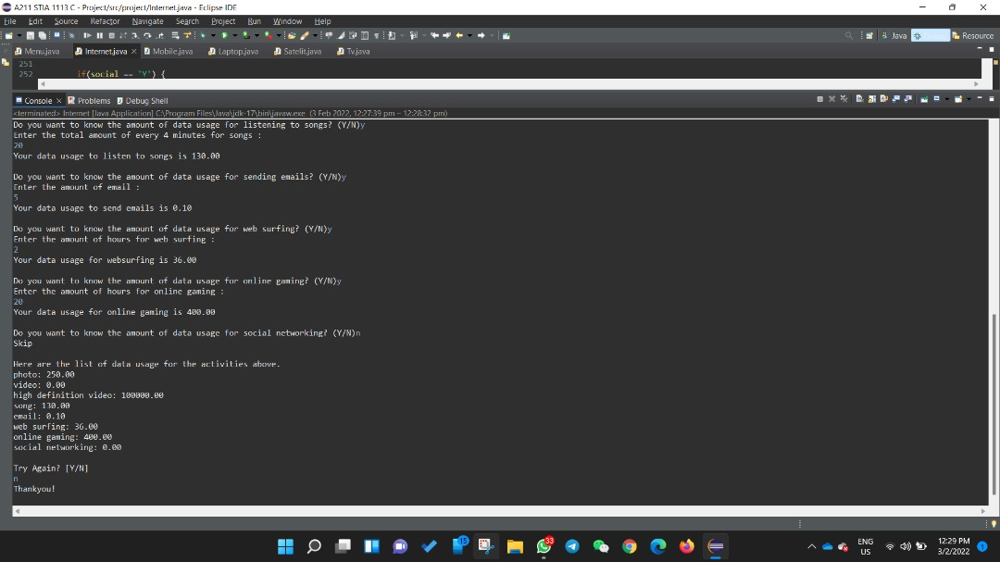 A211 STIA 1113 C - Project/src/project/Internet.java - Eclipse IDE
File Edit Source Refactor Navigate Search Project Run Window Help
Java Resource
Menu.java Internet.java Mobile.java Laptop.java Satelit.java Tv.java
251
252 if(social == 'Y') {
Console Problems Debug Shell
<terminated> Internet [Java Application] C:\Program Files\Java\jdk-17\bin\javaw.exe (3 Feb 2022, 12:27:39 pm – 12:28:32 pm)
Do you want to know the amount of data usage for listening to songs? (Y/N)y
Enter the total amount of every 4 minutes for songs :
20
Your data usage to listen to songs is 130.00
Do you want to know the amount of data usage for sending emails? (Y/N)y
Enter the amount of email :
5
Your data usage to send emails is 0.10
Do you want to know the amount of data usage for web surfing? (Y/N)y
Enter the amount of hours for web surfing :
2
Your data usage for websurfing is 36.00
Do you want to know the amount of data usage for online gaming? (Y/N)y
Enter the amount of hours for online gaming :
20
Your data usage for online gaming is 400.00
Do you want to know the amount of data usage for social networking? (Y/N)n
Skip
Here are the list of data usage for the activities above.
photo: 250.00
video: 0.00
high definition video: 100000.00
song: 130.00
email: 0.10
web surfing: 36.00
online gaming: 400.00
social networking: 0.00
Try Again? [Y/N]
n
Thankyou!
15
33
ENG
US
12:29 PM
3/2/2022
1